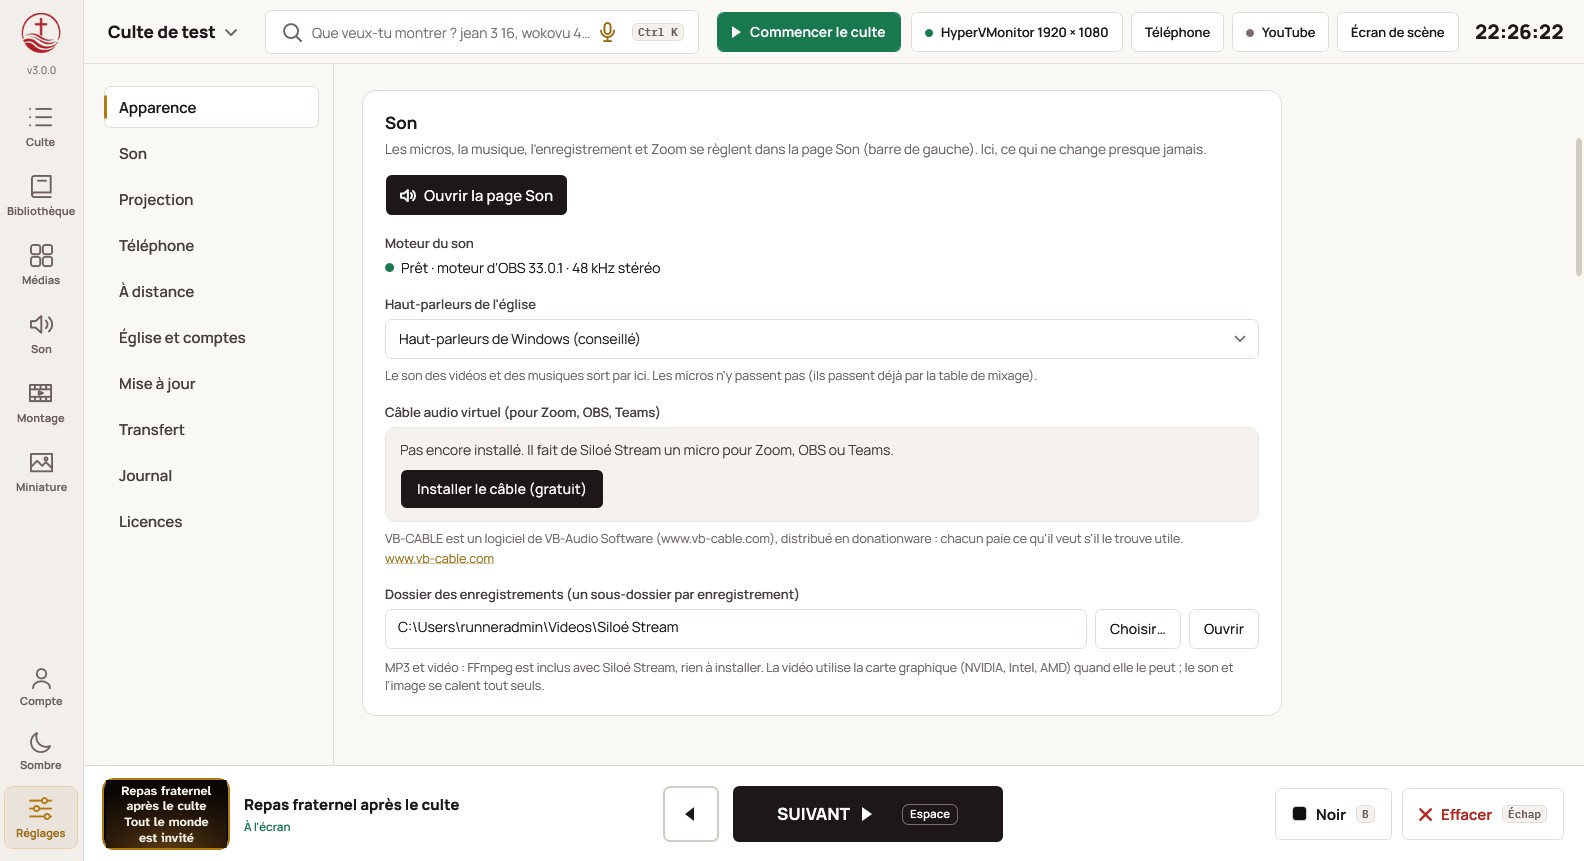 Culte de test
Que veux-tu montrer ? jean 3 16, wokovu 4...
Ctrl K
Commencer le culte
HyperVMonitor 1920 × 1080
Téléphone
YouTube
Écran de scène
22:26:22
v3.0.0
Culte
Bibliothèque
Médias
Son
Montage
Miniature
Compte
Sombre
Réglages
Apparence
Son
Projection
Téléphone
À distance
Église et comptes
Mise à jour
Transfert
Journal
Licences
Son
Les micros, la musique, l'enregistrement et Zoom se règlent dans la page Son (barre de gauche). Ici, ce qui ne change presque jamais.
Ouvrir la page Son
Moteur du son
Prêt · moteur d'OBS 33.0.1 · 48 kHz stéréo
Haut-parleurs de l'église
Haut-parleurs de Windows (conseillé)
Le son des vidéos et des musiques sort par ici. Les micros n'y passent pas (ils passent déjà par la table de mixage).
Câble audio virtuel (pour Zoom, OBS, Teams)
Pas encore installé. Il fait de Siloé Stream un micro pour Zoom, OBS ou Teams.
Installer le câble (gratuit)
VB-CABLE est un logiciel de VB-Audio Software (www.vb-cable.com), distribué en donationware : chacun paie ce qu'il veut s'il le trouve utile.
www.vb-cable.com
Dossier des enregistrements (un sous-dossier par enregistrement)
C:\Users\runneradmin\Videos\Siloé Stream
Choisir...
Ouvrir
MP3 et vidéo : FFmpeg est inclus avec Siloé Stream, rien à installer. La vidéo utilise la carte graphique (NVIDIA, Intel, AMD) quand elle le peut ; le son et
l'image se calent tout seuls.
Repas fraternel
après le culte
Tout le monde
est invité
Repas fraternel après le culte
À l'écran
SUIVANT
Espace
Noir
B
Effacer
Échap